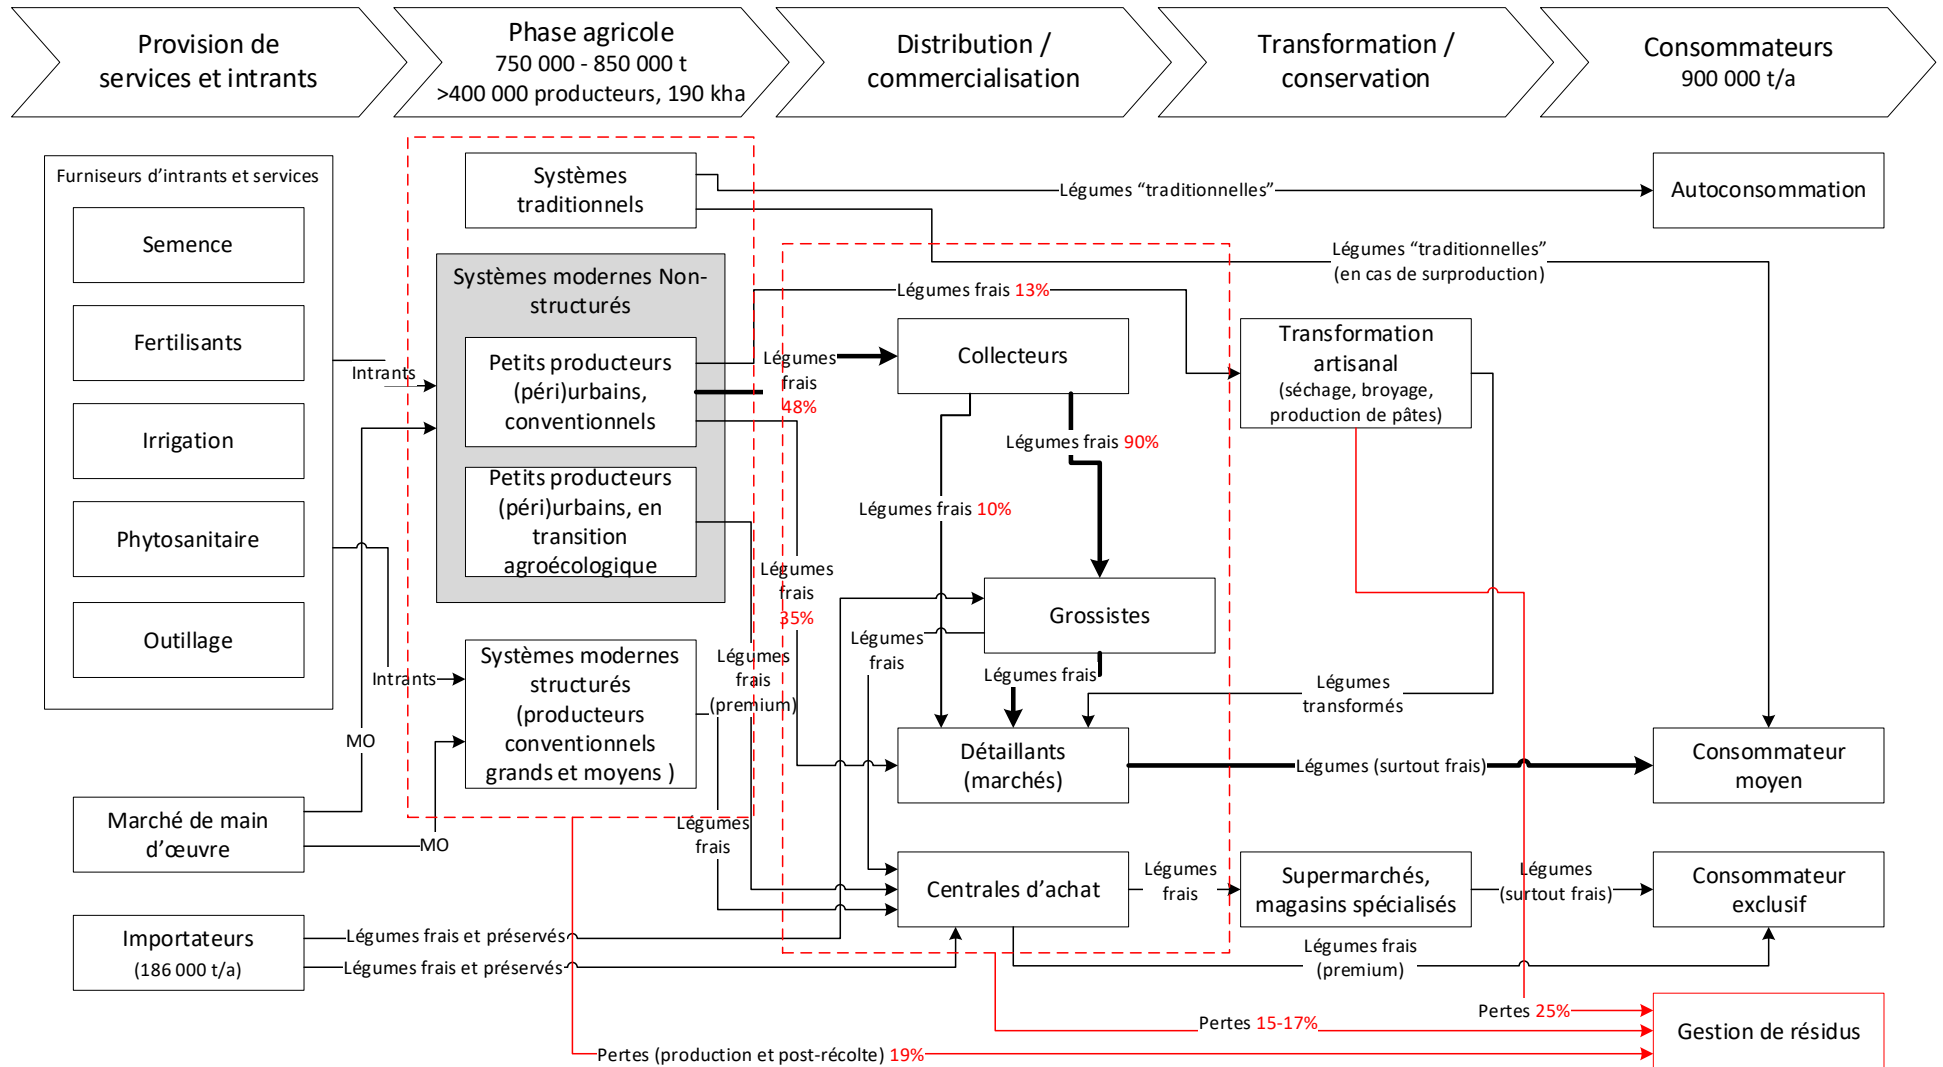 Provision de
services et intrants
Phase agricole
750 000 - 850 000 t
>400 000 producteurs, 190 kha
Distribution /
commercialisation
Transformation /
conservation
Consommateurs
900 000 t/a
Furniseurs d’intrants et services
Semence
Fertilisants
Irrigation
Phytosanitaire
Outillage
Marché de main
d’œuvre
Importateurs
(186 000 t/a)
Intrants
Intrants
MO
MO
Légumes frais et préservés
Légumes frais et préservés
Systèmes
traditionnels
Systèmes modernes Non-
structurés
Petits producteurs
(péri)urbains,
conventionnels
Petits producteurs
(péri)urbains, en
transition
agroécologique
Systèmes modernes
structurés
(producteurs
conventionnels
grands et moyens )
Légumes “traditionnelles”
Légumes “traditionnelles”
(en cas de surproduction)
Légumes frais 13%
Légumes
frais
48%
Légumes
frais
35%
Légumes
frais
(premium)
Légumes
frais
Collecteurs
Légumes frais 90%
Légumes frais 10%
Grossistes
Légumes
frais
Légumes frais
Détaillants
(marchés)
Centrales d’achat
Légumes
frais
Transformation
artisanal
(séchage, broyage,
production de pâtes)
Légumes
transformés
Légumes (surtout frais)
Supermarchés,
magasins spécialisés
Légumes
(surtout frais)
Légumes frais
(premium)
Autoconsommation
Consommateur
moyen
Consommateur
exclusif
Pertes 25%
Pertes 15-17%
Pertes (production et post-récolte) 19%
Gestion de résidus